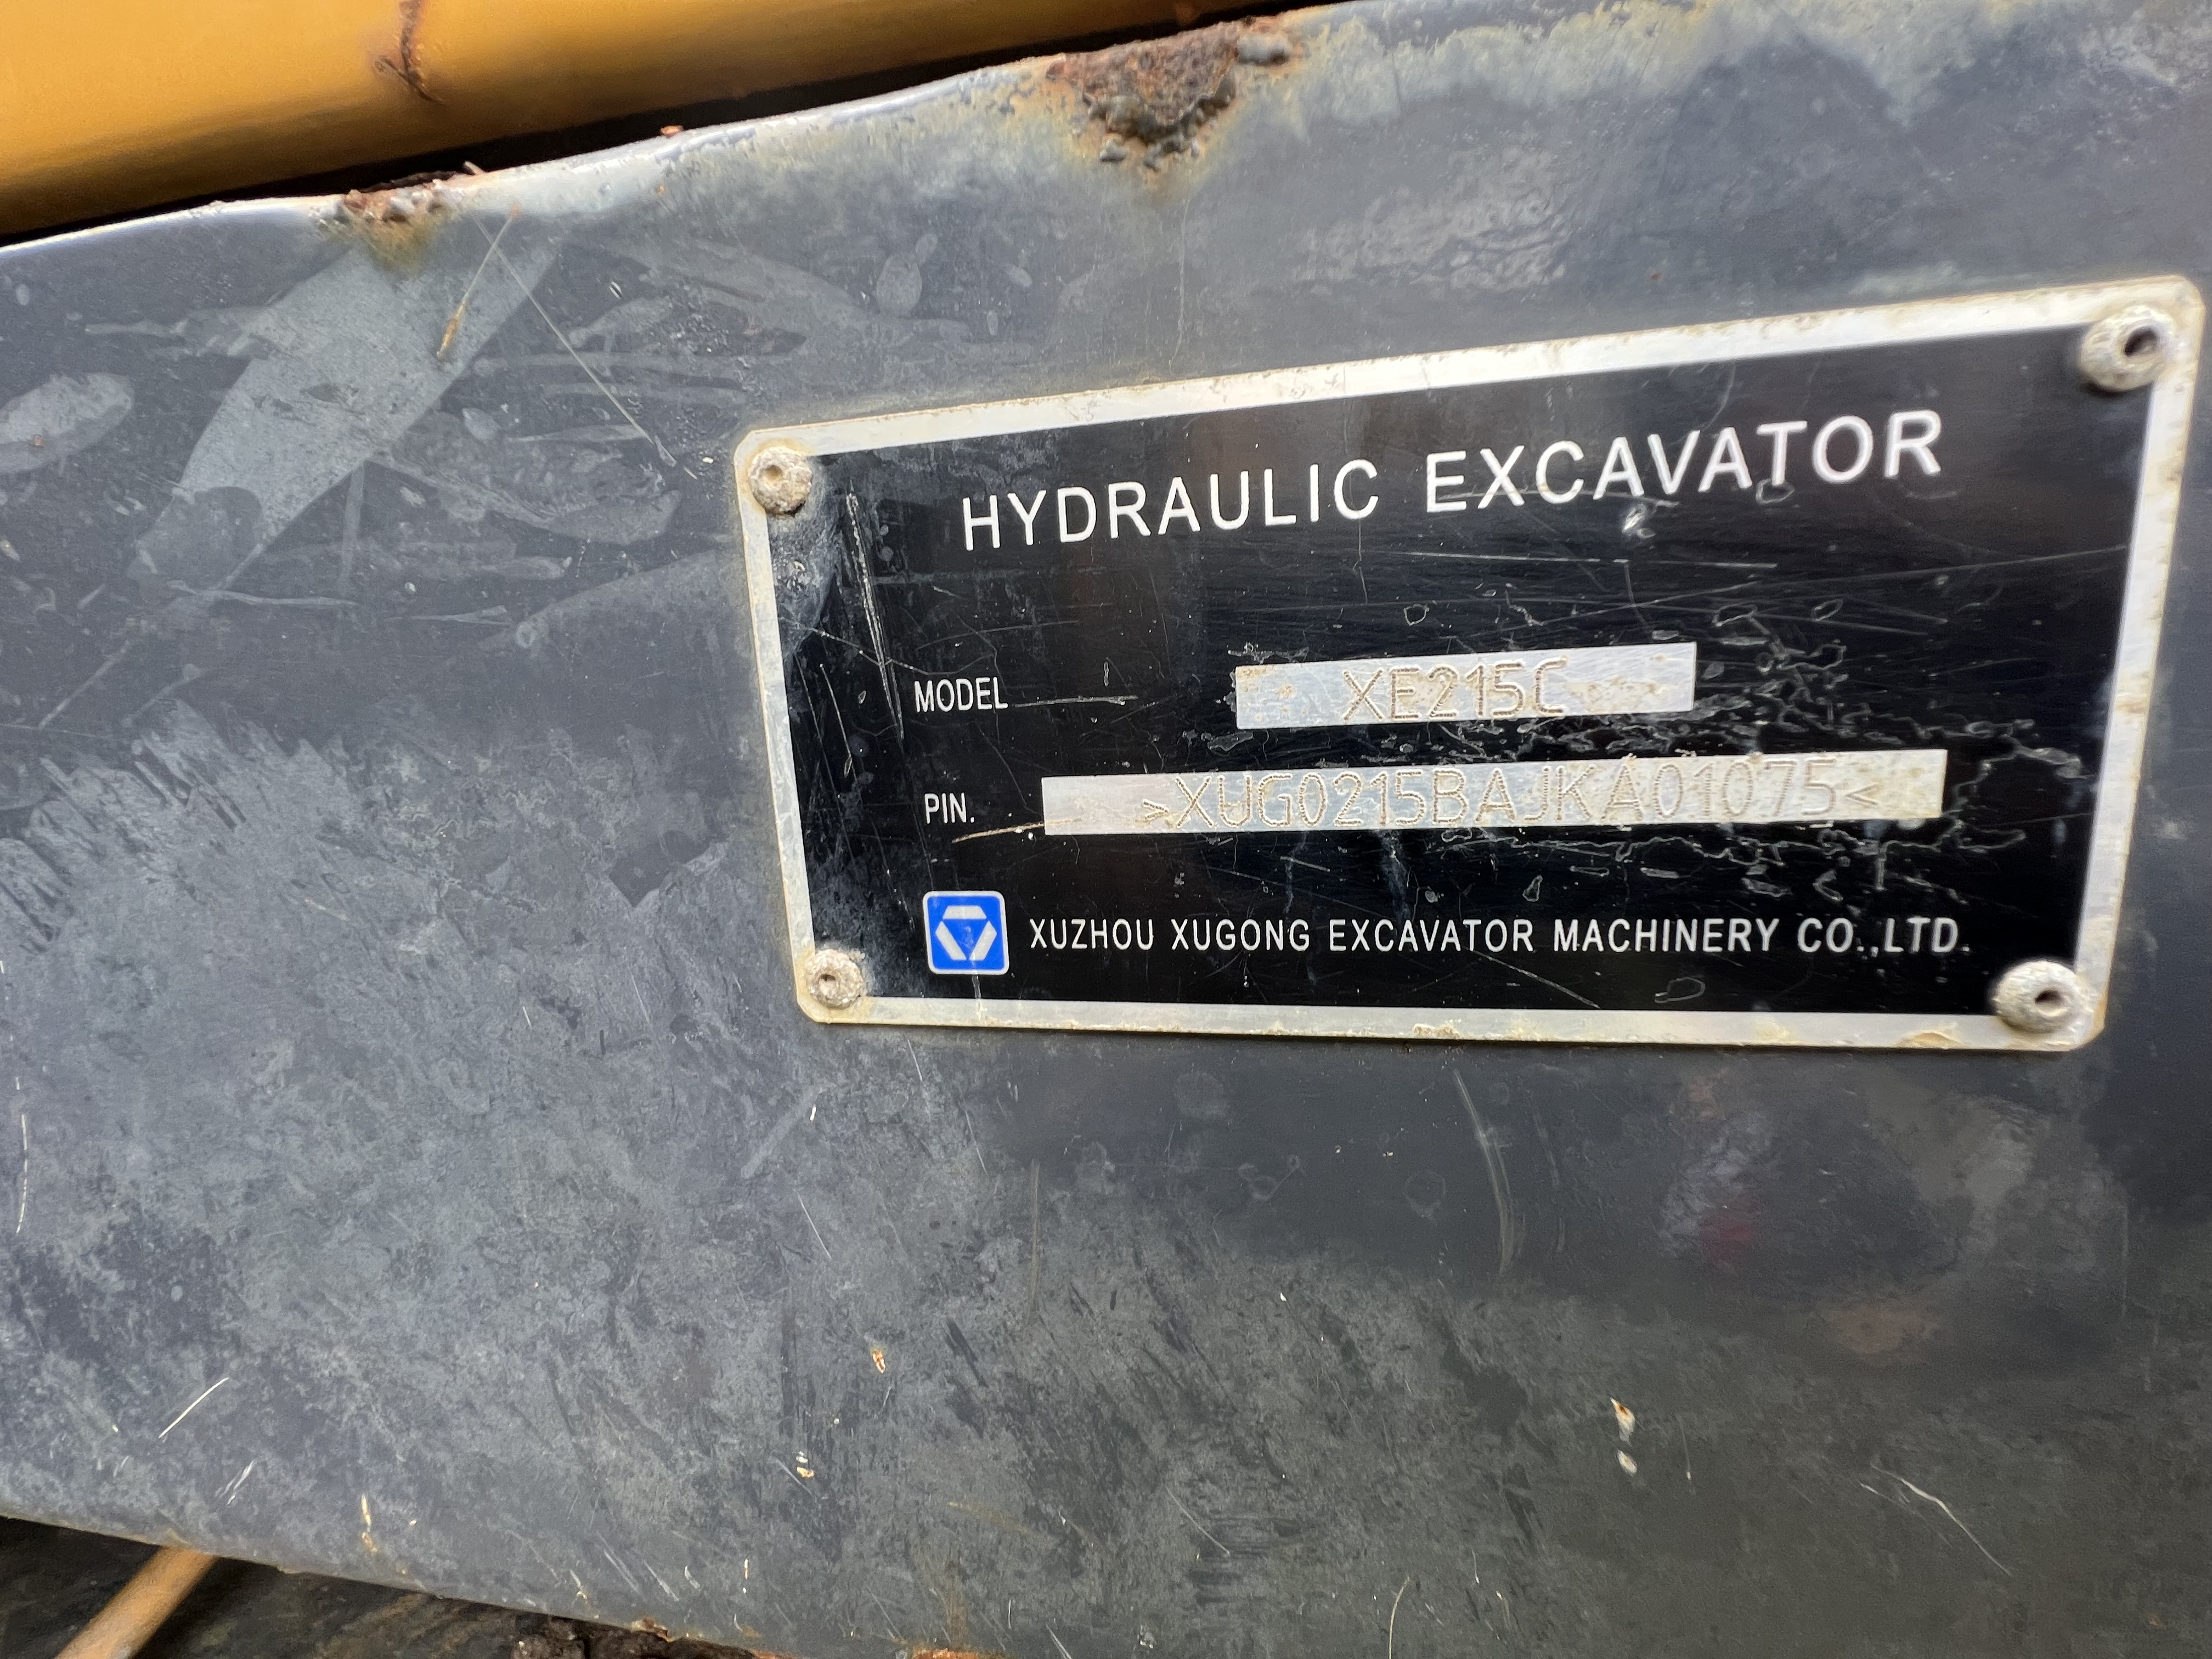 HYDRAULIC EXCAVATOR
MODEL XE215C
PIN. >XUG0215BAJKA01075<
XUZHOU XUGONG EXCAVATOR MACHINERY CO.,LTD.